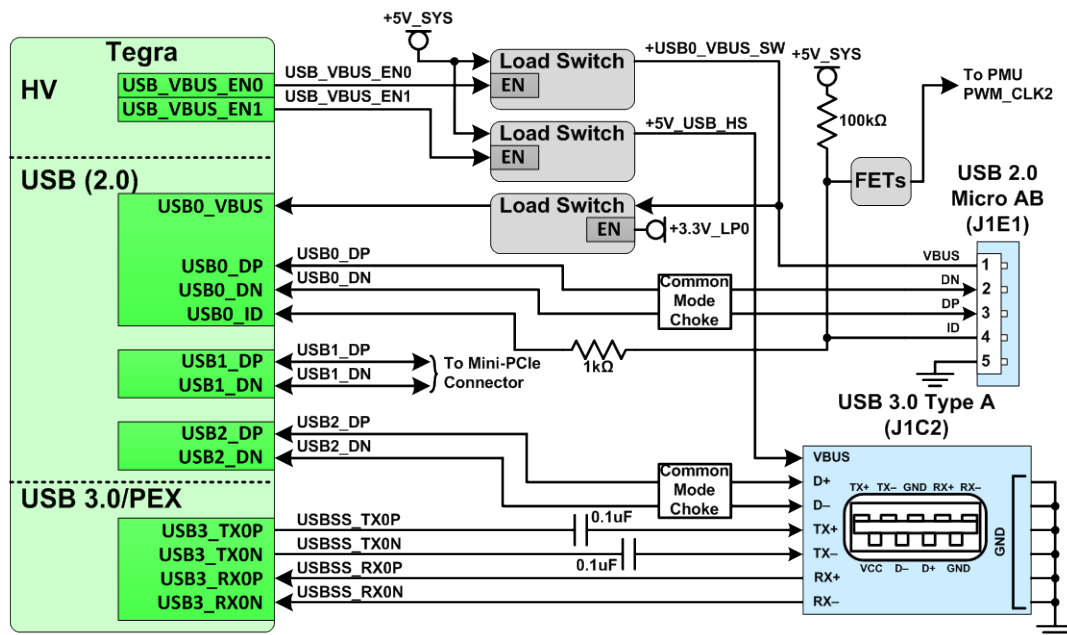 +5V_SYS
Tegra
HV
USB_VBUS_EN0
USB_VBUS_EN1
USB_VBUS_EN0
USB_VBUS_EN1
Load Switch
EN
+USB0_VBUS_SW
Load Switch
EN
+5V_USB_HS
+5V_SYS
100kΩ
To PMU
PWM_CLK2
FETs
USB 2.0
Micro AB
(J1E1)
USB (2.0)
USB0_VBUS
Load Switch
EN
+3.3V_LP0
USB0_DP
USB0_DN
USB0_ID
USB0_DP
USB0_DN
Common
Mode
Choke
VBUS
DN
DP
ID
1
2
3
4
5
1kΩ
USB1_DP
USB1_DN
USB1_DP
USB1_DN
To Mini-PCIe
Connector
USB2_DP
USB2_DN
USB2_DP
USB2_DN
Common
Mode
Choke
USB 3.0 Type A
(J1C2)
VBUS
D+
D–
TX+
TX–
RX+
RX–
TX+ TX– GND RX+ RX–
VCC D– D+ GND
GND
USB 3.0/PEX
USB3_TX0P
USB3_TX0N
USB3_RX0P
USB3_RX0N
USBSS_TX0P
USBSS_TX0N
USBSS_RX0P
USBSS_RX0N
0.1uF
0.1uF